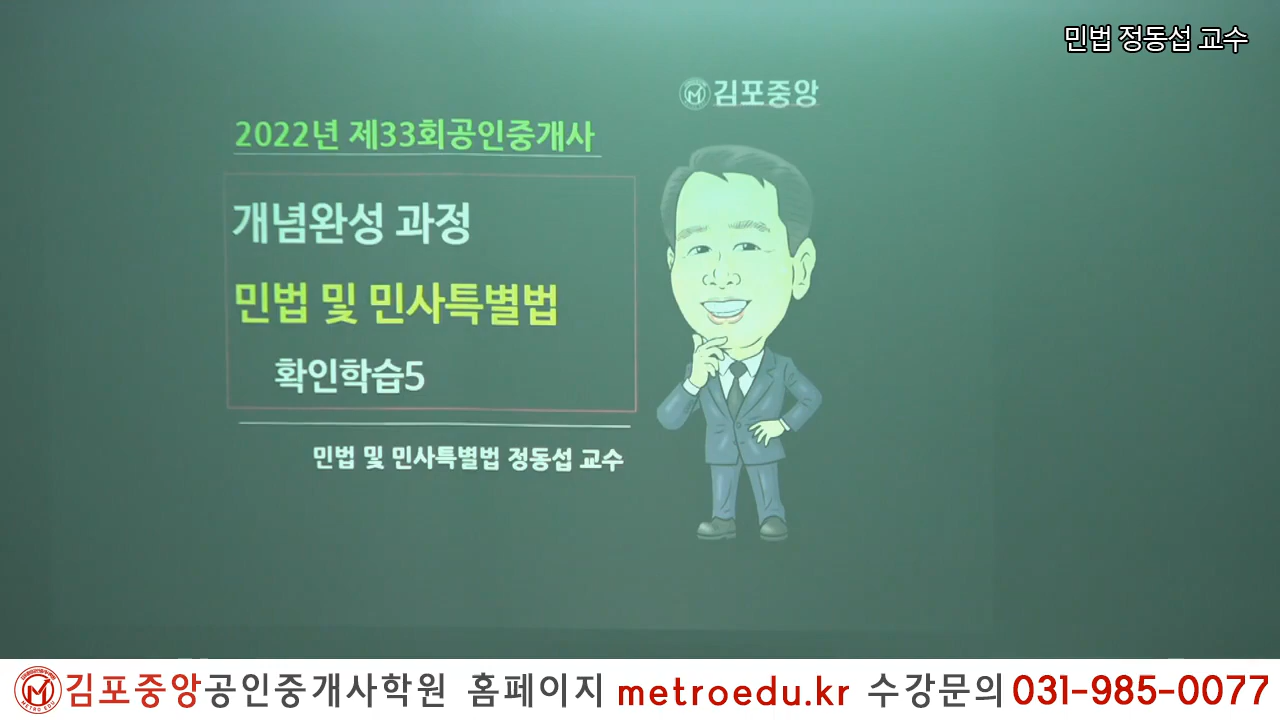 민법 정동섭 교수
김포중앙
2022년 제33회공인중개사
개념완성 과정
민법 및 민사특별법
확인학습5
민법 및 민사특별법 정동섭 교수
METRO EDU 김포중앙공인중개사학원 홈페이지 metroedu.kr 수강문의 031-985-0077